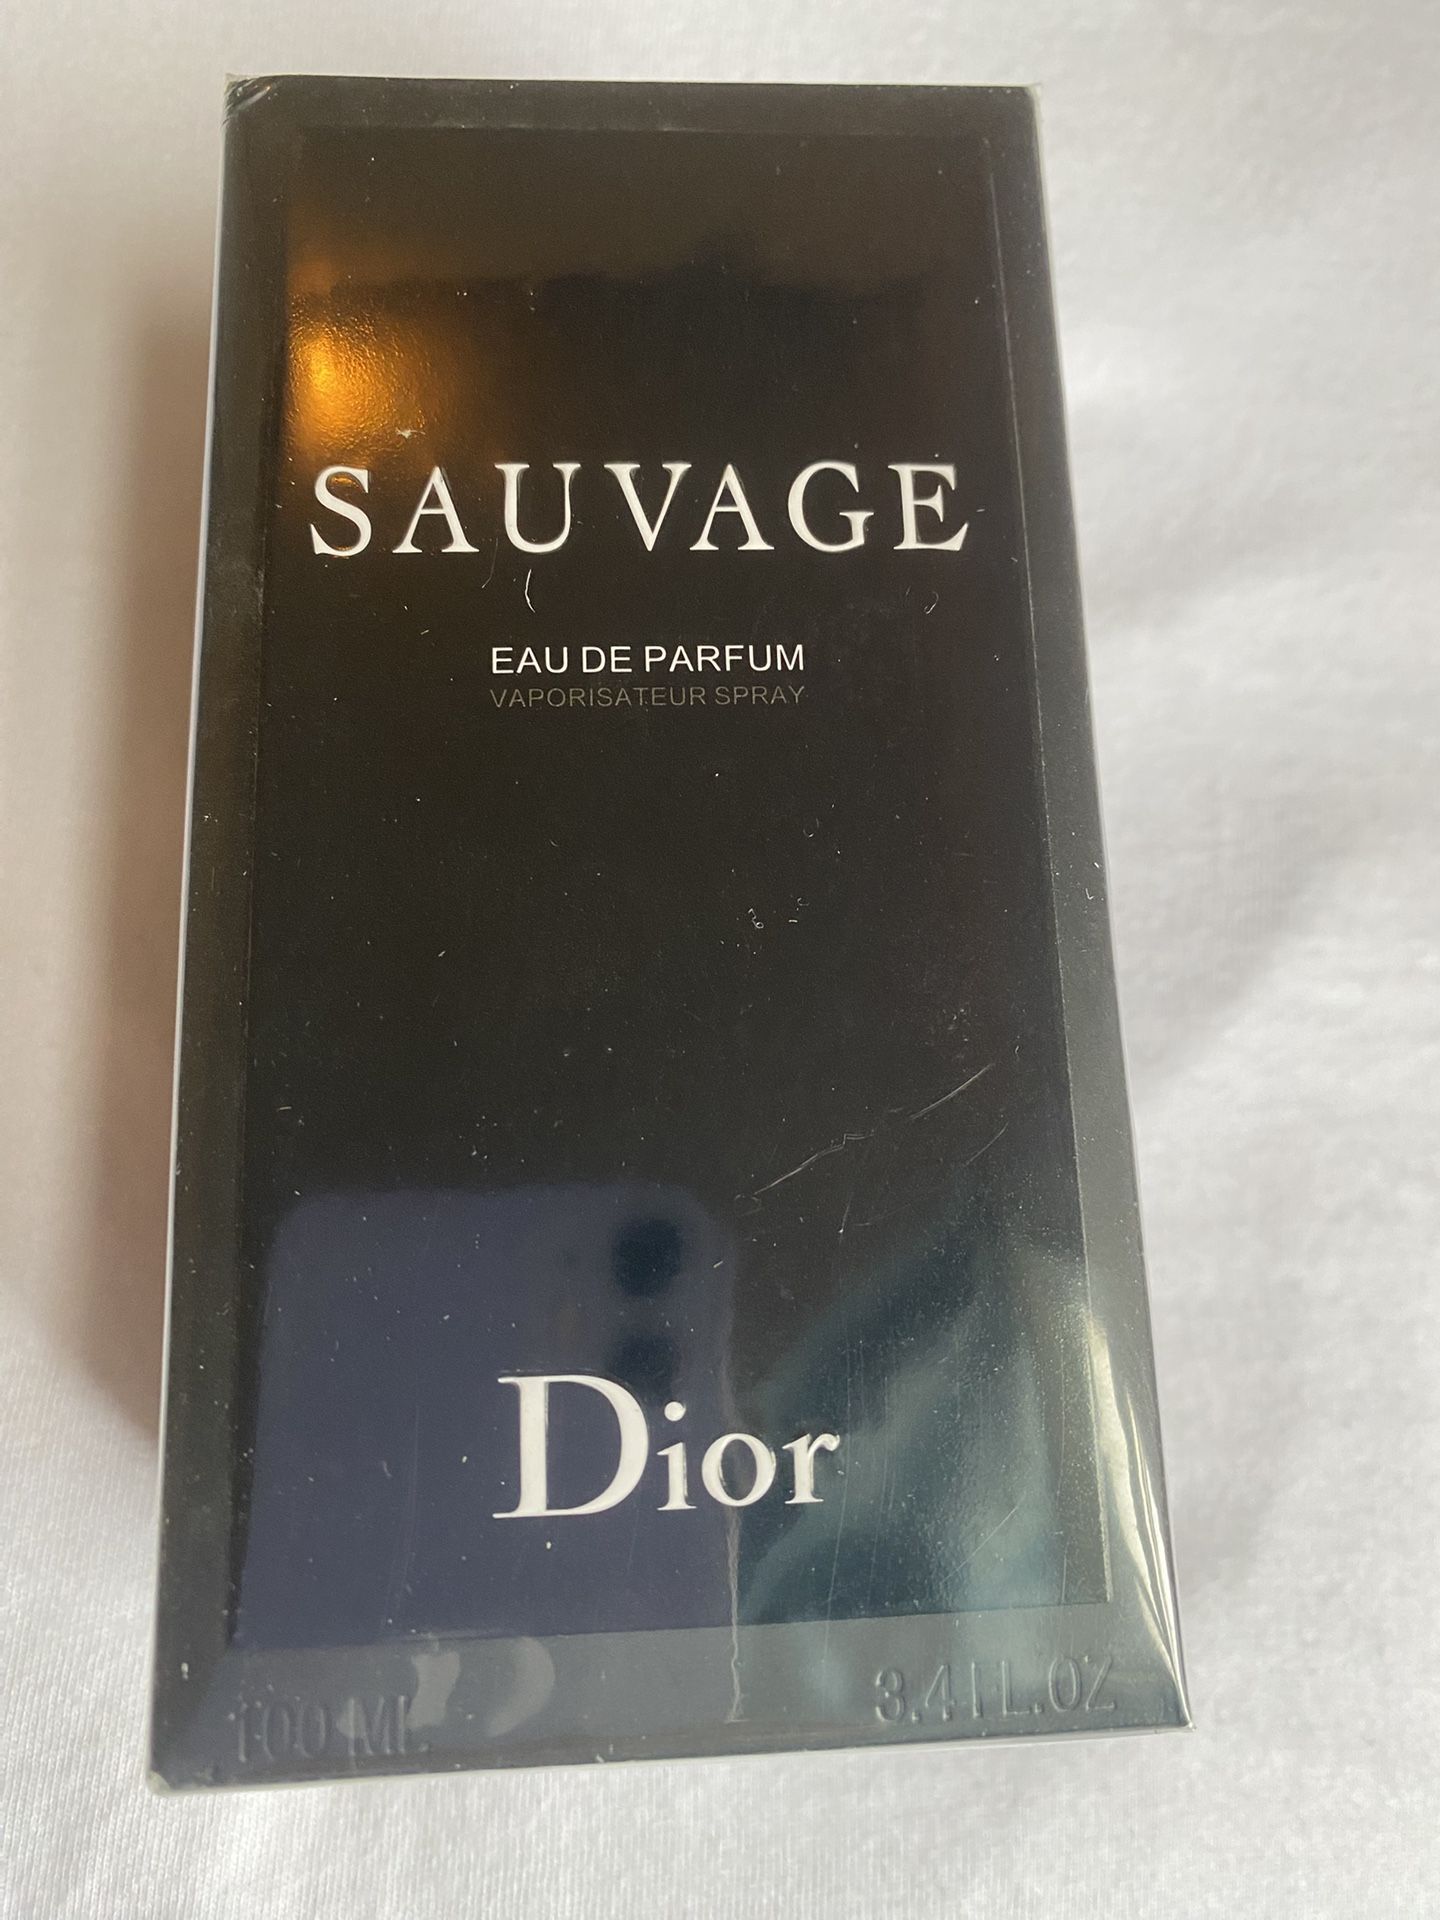 SAUVAGE
EAU DE PARFUM
VAPORISATEUR SPRAY
Dior
100 ML 3.4 FL.OZ